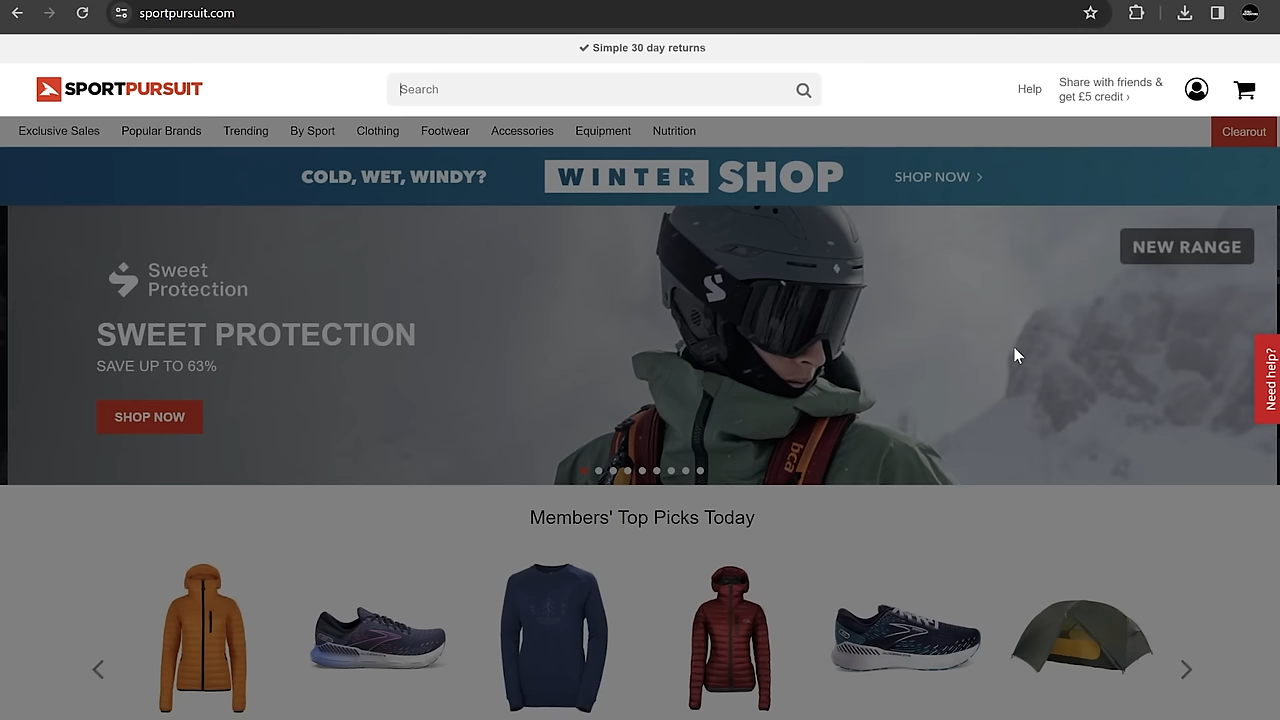 sportpursuit.com
Simple 30 day returns
SPORTPURSUIT
Search
Help
Share with friends &
get £5 credit ›
Exclusive Sales
Popular Brands
Trending
By Sport
Clothing
Footwear
Accessories
Equipment
Nutrition
Clearout
COLD, WET, WINDY?
WINTER SHOP
SHOP NOW >
NEW RANGE
Sweet
Protection
SWEET PROTECTION
SAVE UP TO 63%
SHOP NOW
bca
Need help?
Members' Top Picks Today